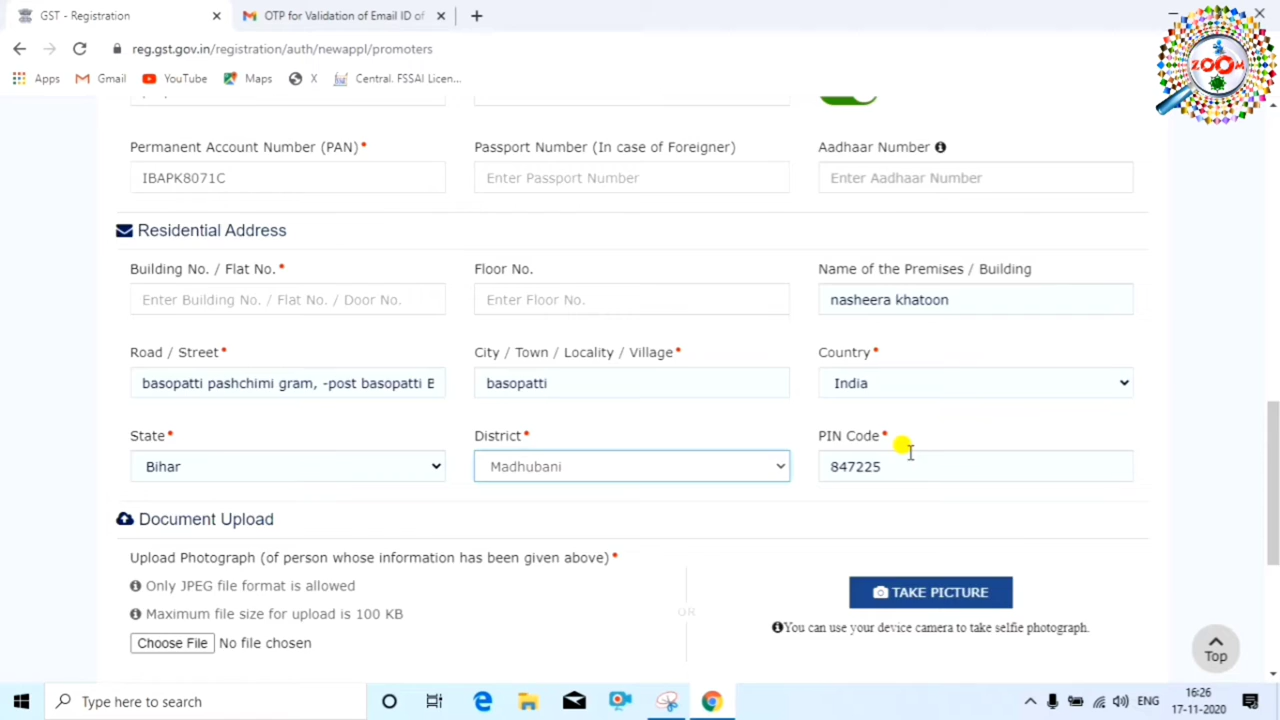 GST - Registration
OTP for Validation of Email ID of
reg.gst.gov.in/registration/auth/newappl/promoters
Apps Gmail YouTube Maps X Central. FSSAI Licen...
ZOOM
Permanent Account Number (PAN)* Passport Number (In case of Foreigner) Aadhaar Number
IBAPK8071C Enter Passport Number Enter Aadhaar Number
Residential Address
Building No. / Flat No.* Floor No. Name of the Premises / Building
Enter Building No. / Flat No. / Door No. Enter Floor No. nasheera khatoon
Road / Street* City / Town / Locality / Village* Country*
basopatti pashchimi gram, -post basopatti B basopatti India
State* District* PIN Code*
Bihar Madhubani 847225
Document Upload
Upload Photograph (of person whose information has been given above)*
Only JPEG file format is allowed
Maximum file size for upload is 100 KB
Choose File No file chosen
OR
TAKE PICTURE
You can use your device camera to take selfie photograph.
Top
Type here to search
ENG
16:26
17-11-2020